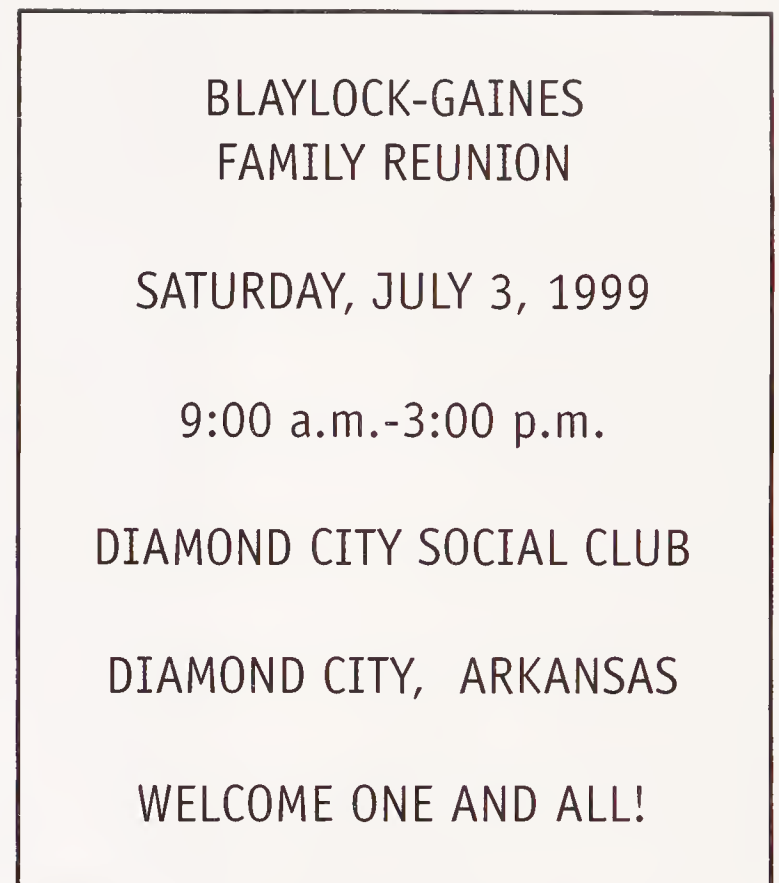 BLAYLOCK-GAINES
FAMILY REUNION
SATURDAY, JULY 3, 1999
9:00 a.m.-3:00 p.m.
DIAMOND CITY SOCIAL CLUB
DIAMOND CITY, ARKANSAS
WELCOME ONE AND ALL!